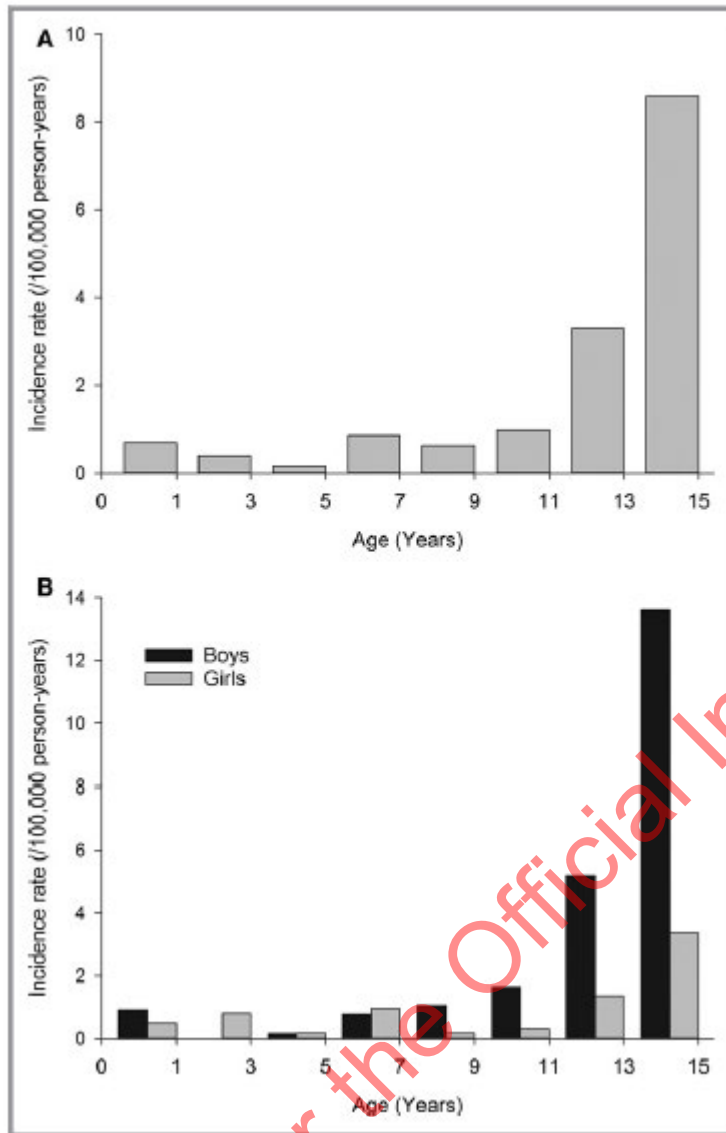 A
Incidence rate (/100,000 person-years)
10
8
6
4
2
0
0 1 3 5 7 9 11 13 15
Age (Years)
B
Incidence rate (/100,000 person-years)
14
12
10
8
6
4
2
0
Boys
Girls
0 1 3 5 7 9 11 13 15
Age (Years)
r the Official In